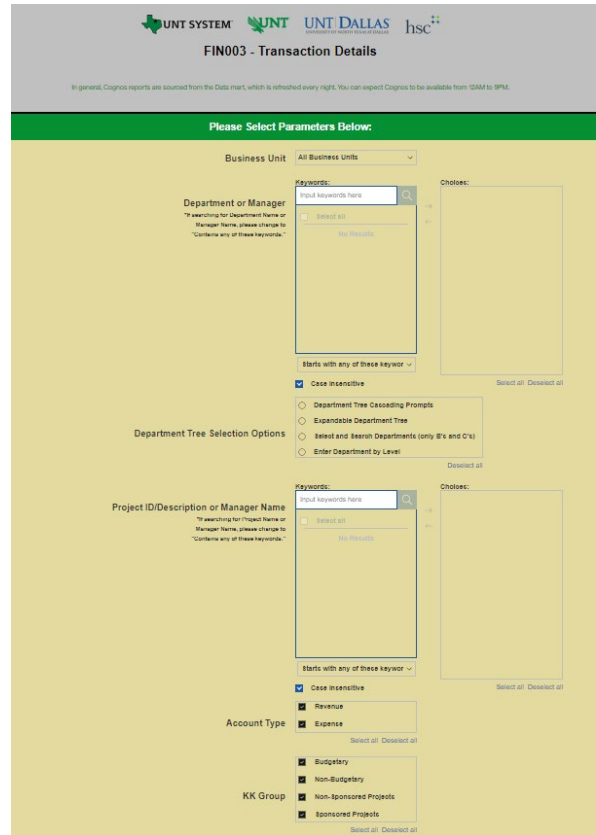 UNT SYSTEM UNT UNT DALLAS hsc
UNIVERSITY OF NORTH TEXAS AT DALLAS
FIN003 - Transaction Details
In general, Cognos reports are sourced from the Data mart, which is refreshed every night. You can expect Cognos to be available from 12AM to 9PM.
Please Select Parameters Below:
Business Unit All Business Units
Keywords: Choices:
Input keywords here
Department or Manager
Select all
*If searching for Department Name or
Manager Name, please change to
"Contains any of these keywords."
No Results
Starts with any of these keywor
Case Insensitive Select all Deselect all
Department Tree Cascading Prompts
Expandable Department Tree
Department Tree Selection Options
Select and Search Departments (only B's and C's)
Enter Department by Level
Deselect all
Keywords: Choices:
Input keywords here
Project ID/Description or Manager Name
Select all
*If searching for Project Name or
Manager Name, please change to
"Contains any of these keywords."
No Results
Starts with any of these keywor
Case Insensitive Select all Deselect all
Revenue
Account Type
Expense
Select all Deselect all
Budgetary
Non-Budgetary
KK Group
Non-Sponsored Projects
Sponsored Projects
Select all Deselect all